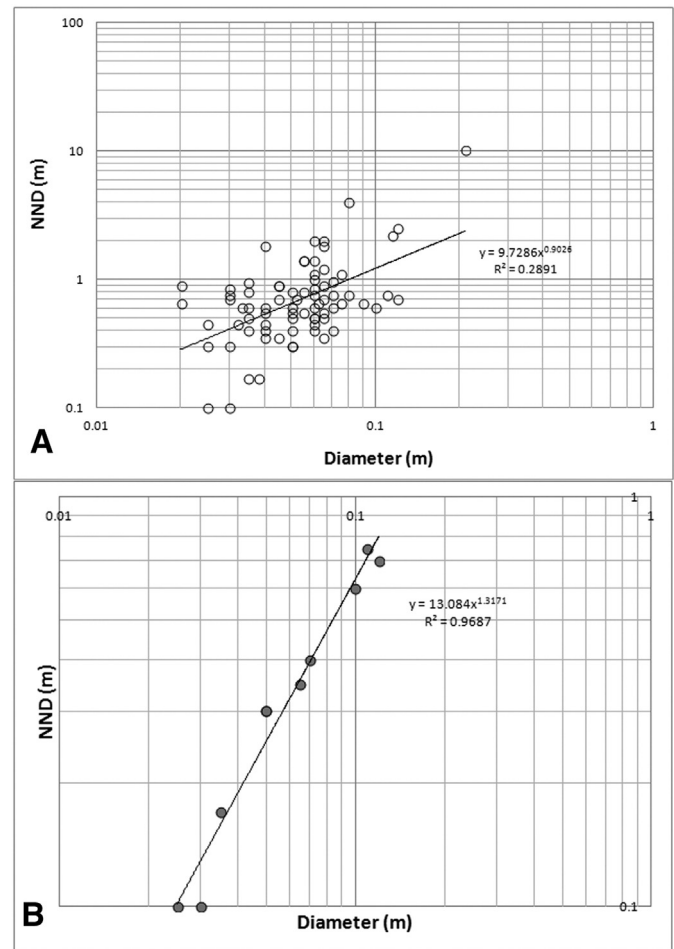 100
10
NND (m)
y = 9.7286x^0.9026
R² = 0.2891
1
0.1
0.01 0.1 1
A
Diameter (m)
1
0.01 0.1 1
y = 13.084x^1.3171
R² = 0.9687
NND (m)
0.1
B
Diameter (m)